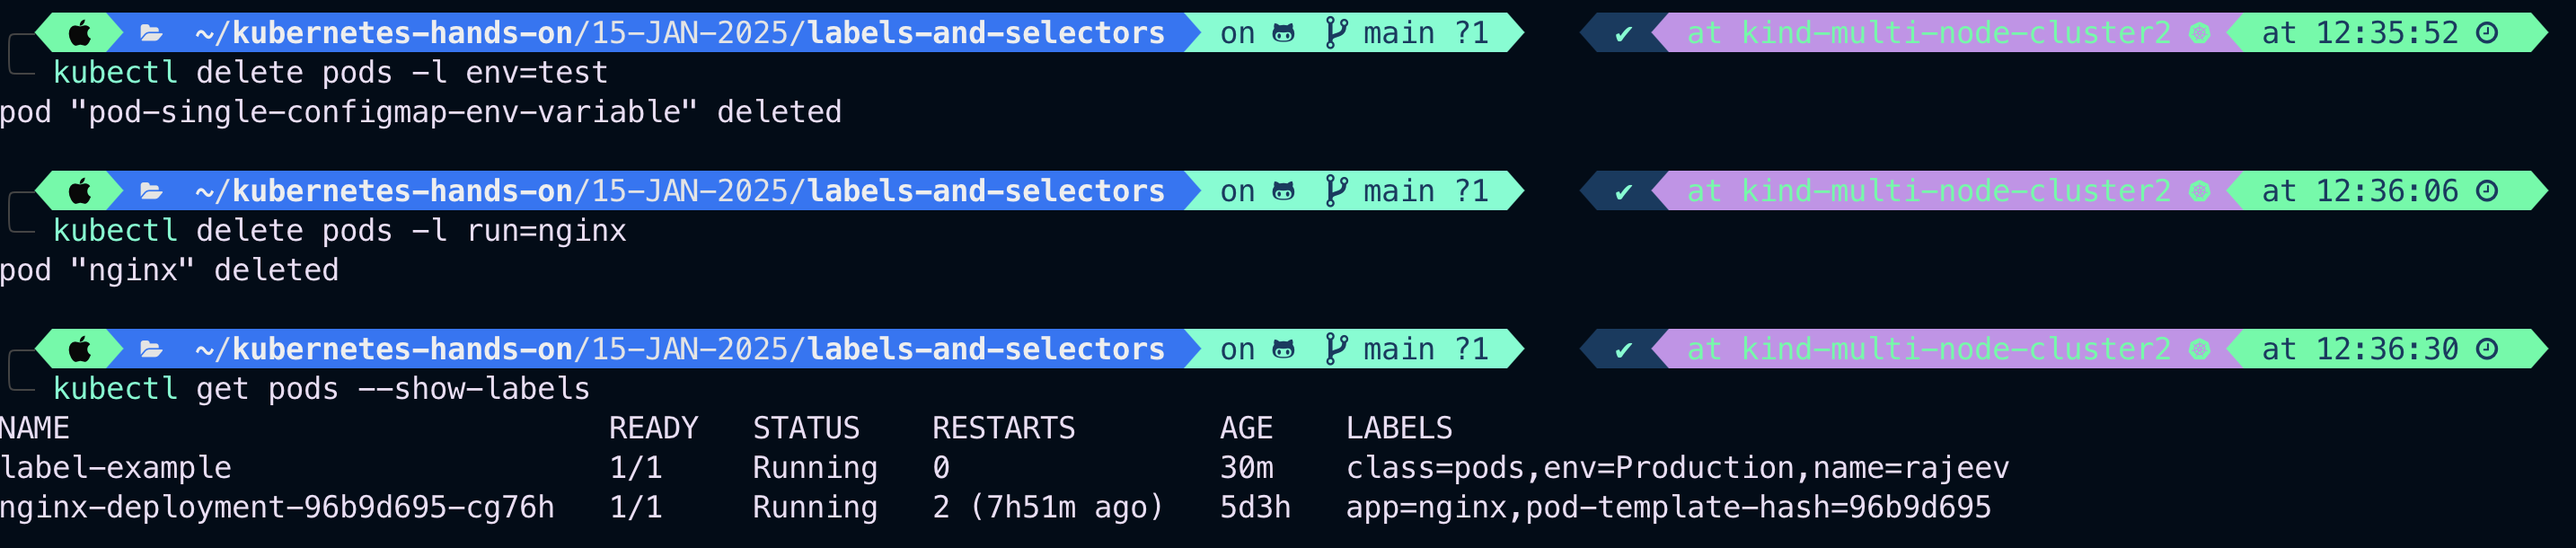 ~/kubernetes-hands-on/15-JAN-2025/labels-and-selectors on main ?1 ✔ at kind-multi-node-cluster2 at 12:35:52
kubectl delete pods -l env=test
pod "pod-single-configmap-env-variable" deleted
~/kubernetes-hands-on/15-JAN-2025/labels-and-selectors on main ?1 ✔ at kind-multi-node-cluster2 at 12:36:06
kubectl delete pods -l run=nginx
pod "nginx" deleted
~/kubernetes-hands-on/15-JAN-2025/labels-and-selectors on main ?1 ✔ at kind-multi-node-cluster2 at 12:36:30
kubectl get pods --show-labels
NAME READY STATUS RESTARTS AGE LABELS
label-example 1/1 Running 0 30m class=pods,env=Production,name=rajeev
nginx-deployment-96b9d695-cg76h 1/1 Running 2 (7h51m ago) 5d3h app=nginx,pod-template-hash=96b9d695